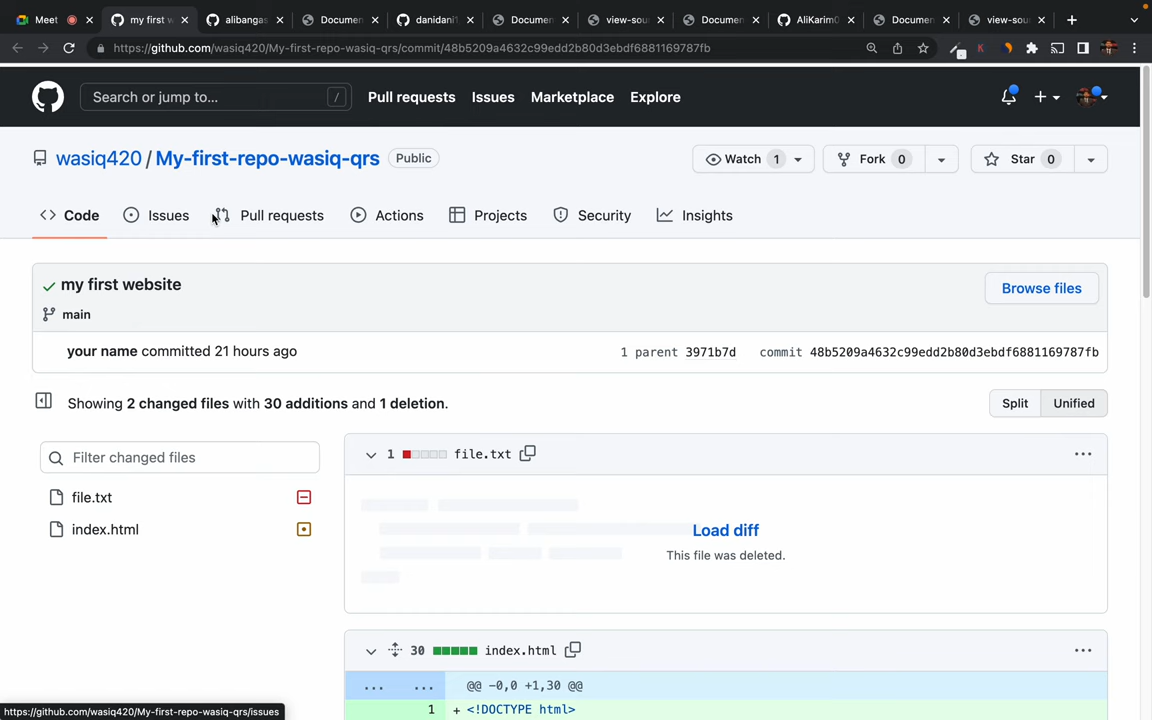 Meet
my first w
alibangas
Documen
danidani1
Documen
view-sou
Documen
AliKarim0
Documen
view-sou
https://github.com/wasiq420/My-first-repo-wasiq-qrs/commit/48b5209a4632c99edd2b80d3ebdf6881169787fb
Search or jump to... /
Pull requests
Issues
Marketplace
Explore
wasiq420 / My-first-repo-wasiq-qrs Public
Watch 1
Fork 0
Star 0
Code
Issues
Pull requests
Actions
Projects
Security
Insights
my first website
Browse files
main
your name committed 21 hours ago
1 parent 3971b7d commit 48b5209a4632c99edd2b80d3ebdf6881169787fb
Showing 2 changed files with 30 additions and 1 deletion.
Split
Unified
Filter changed files
file.txt
index.html
1 file.txt
Load diff
This file was deleted.
30 index.html
... ... @@ -0,0 +1,30 @@
1 + <!DOCTYPE html>
https://github.com/wasiq420/My-first-repo-wasiq-qrs/issues